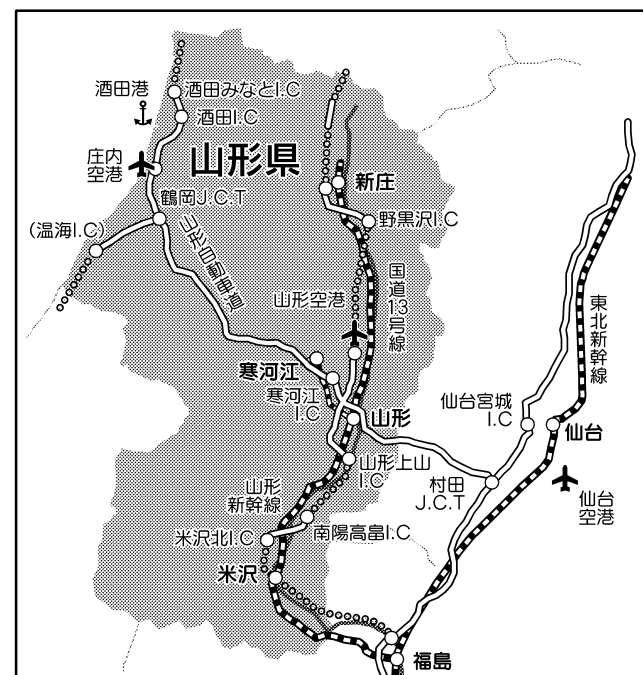 酒田港
酒田みなとI.C
酒田I.C
庄内
空港
山形県
新庄
鶴岡J.C.T
野黒沢I.C
(温海I.C)
山形自動車道
山形空港
国道13号線
東北新幹線
寒河江
寒河江
I.C
山形
仙台宮城
I.C
仙台
山形上山
I.C
村田
J.C.T
山形
新幹線
仙台
空港
南陽高畠I.C
米沢北I.C
米沢
福島